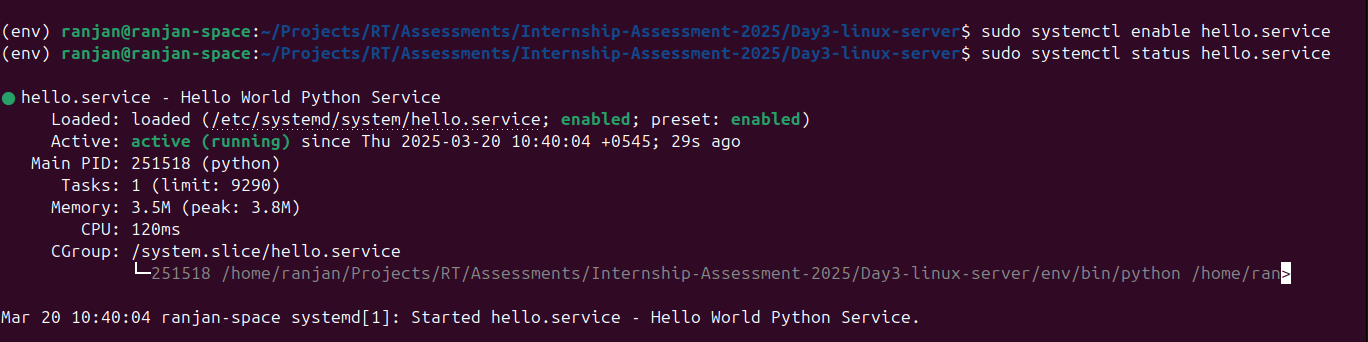 (env) ranjan@ranjan-space:~/Projects/RT/Assessments/Internship-Assessment-2025/Day3-linux-server$ sudo systemctl enable hello.service
(env) ranjan@ranjan-space:~/Projects/RT/Assessments/Internship-Assessment-2025/Day3-linux-server$ sudo systemctl status hello.service
● hello.service - Hello World Python Service
Loaded: loaded (/etc/systemd/system/hello.service; enabled; preset: enabled)
Active: active (running) since Thu 2025-03-20 10:40:04 +0545; 29s ago
Main PID: 251518 (python)
Tasks: 1 (limit: 9290)
Memory: 3.5M (peak: 3.8M)
CPU: 120ms
CGroup: /system.slice/hello.service
└─251518 /home/ranjan/Projects/RT/Assessments/Internship-Assessment-2025/Day3-linux-server/env/bin/python /home/ran>
Mar 20 10:40:04 ranjan-space systemd[1]: Started hello.service - Hello World Python Service.